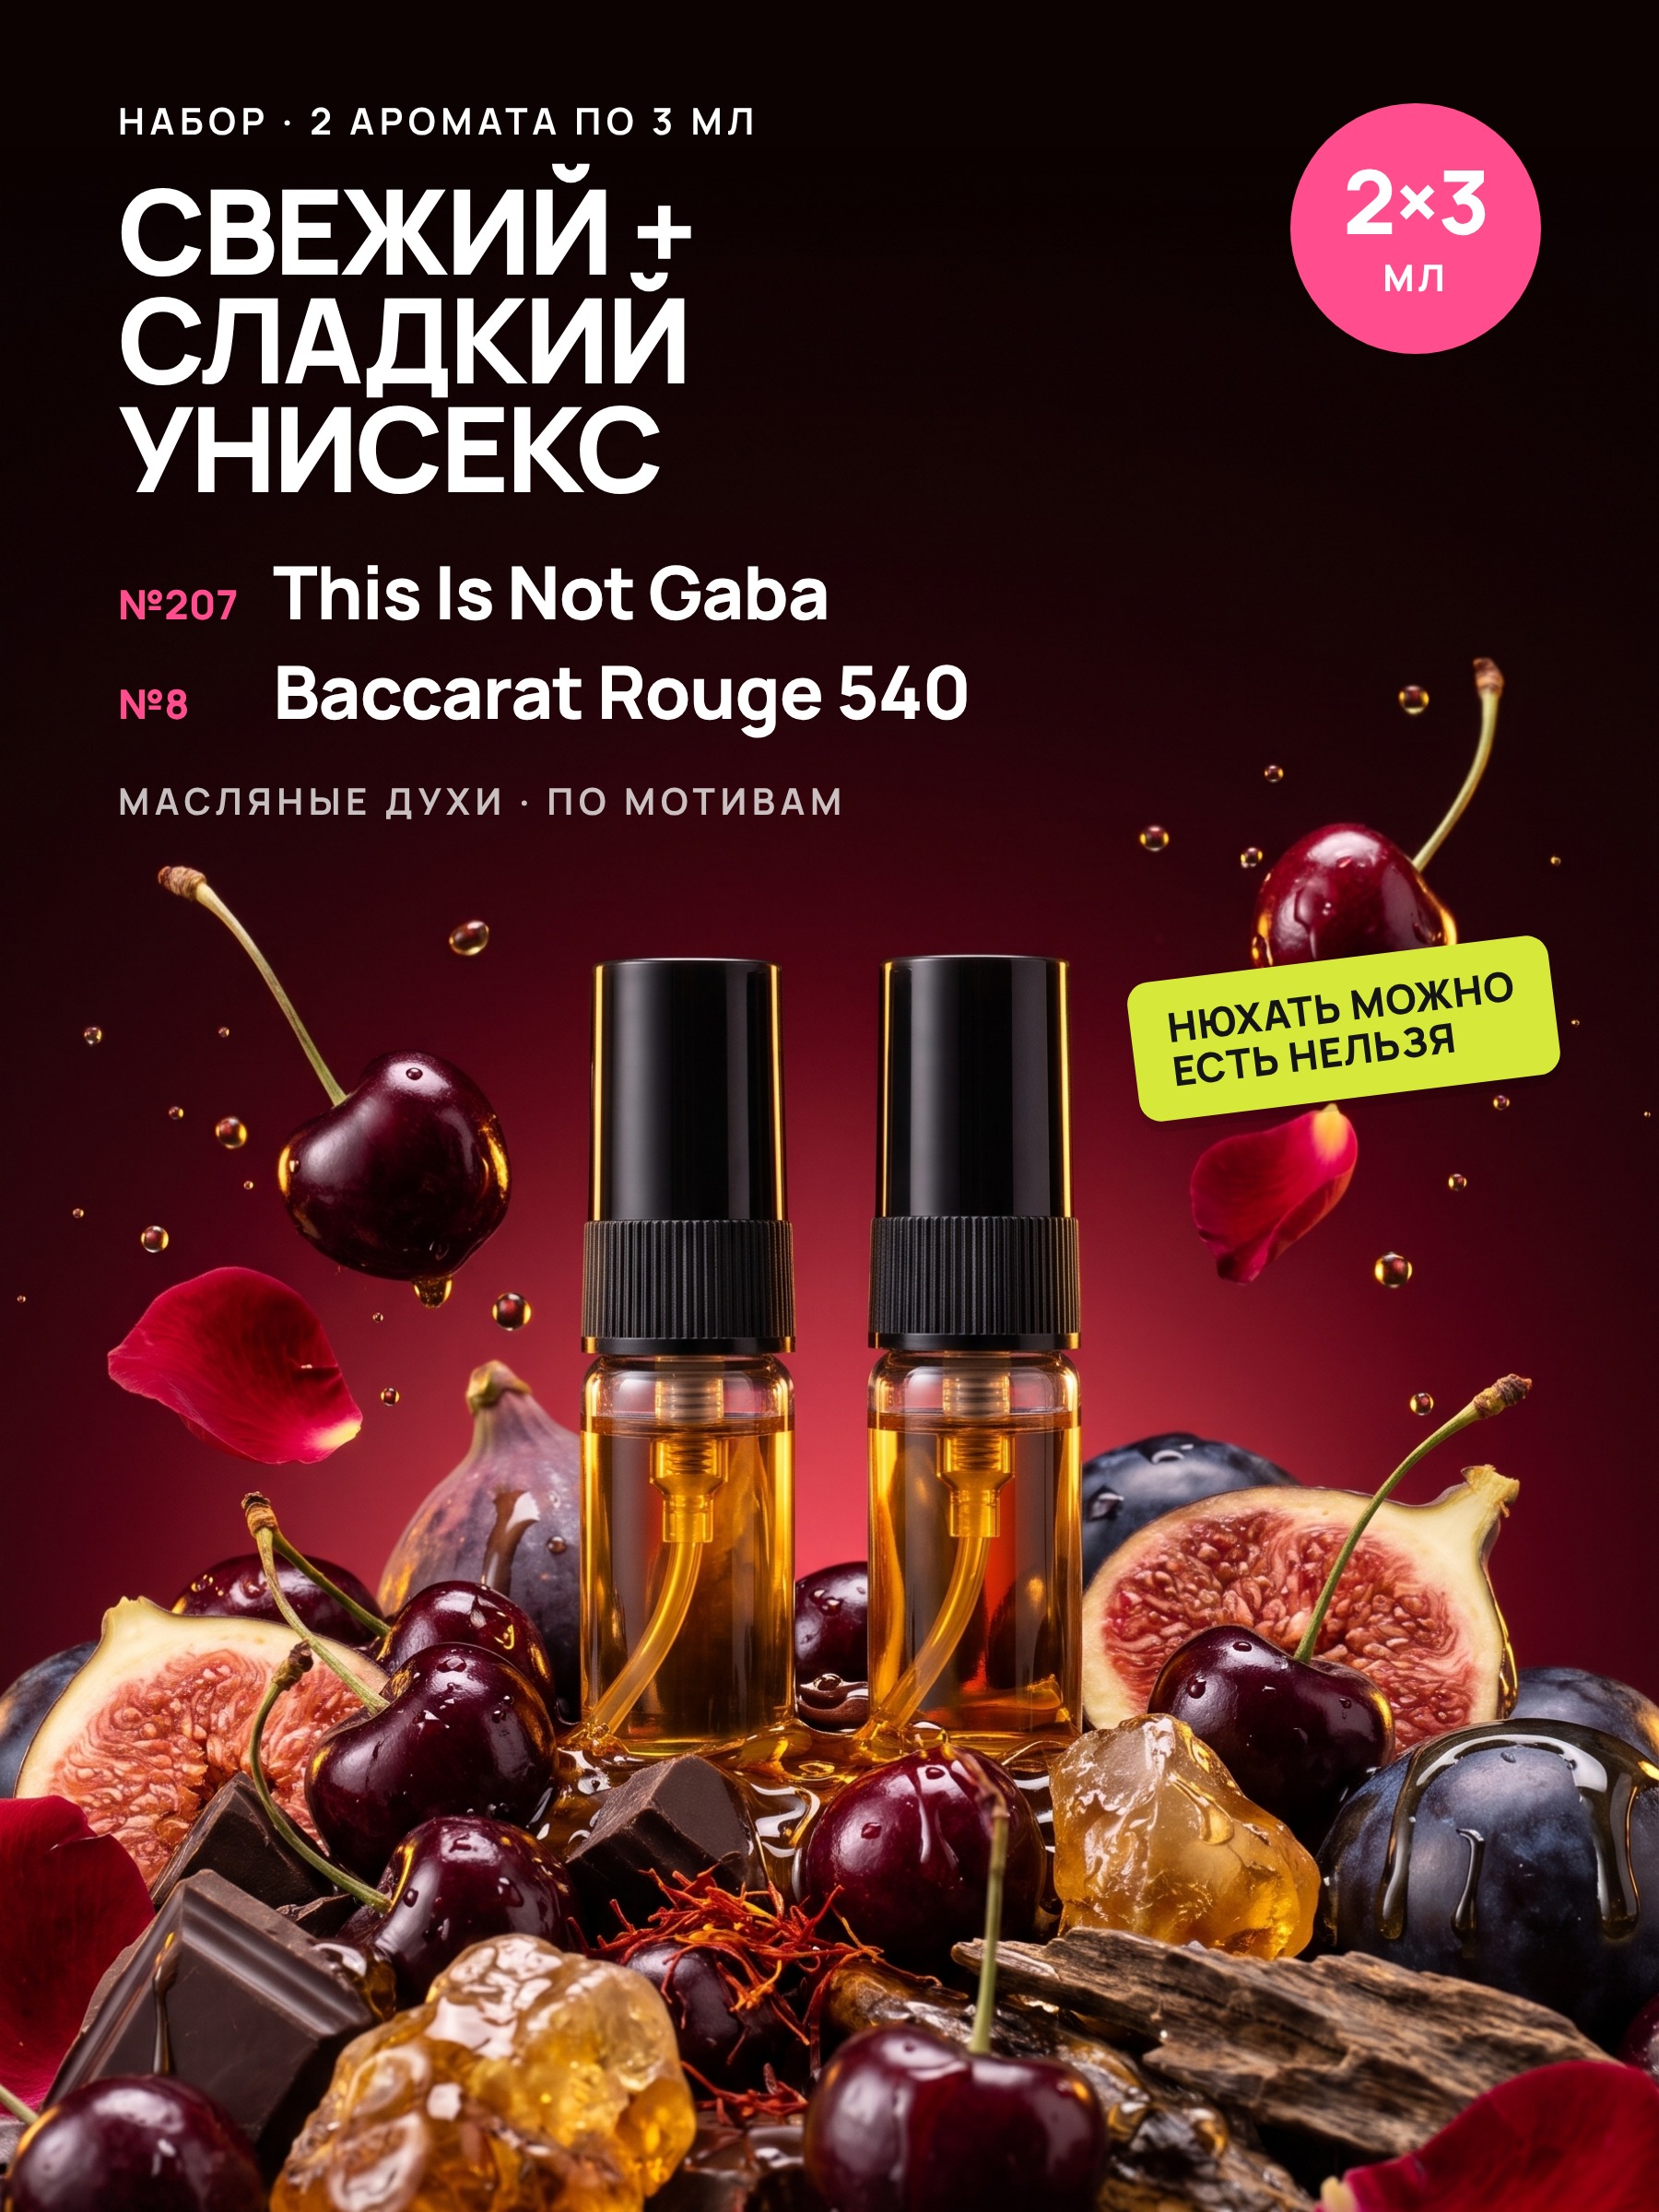 НАБОР · 2 АРОМАТА ПО 3 МЛ
СВЕЖИЙ +
СЛАДКИЙ
УНИСЕКС
№207 This Is Not Gaba
№8 Baccarat Rouge 540
МАСЛЯНЫЕ ДУХИ · ПО МОТИВАМ
2×3
МЛ
НЮХАТЬ МОЖНО
ЕСТЬ НЕЛЬЗЯ